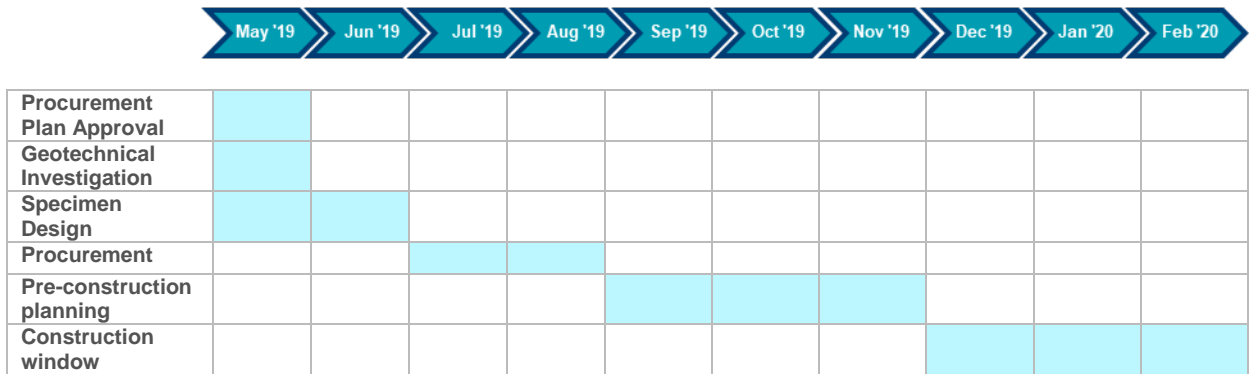 May '19 Jun '19 Jul '19 Aug '19 Sep '19 Oct '19 Nov '19 Dec '19 Jan '20 Feb '20
Procurement
Plan Approval
Geotechnical
Investigation
Specimen
Design
Procurement
Pre-construction
planning
Construction
window